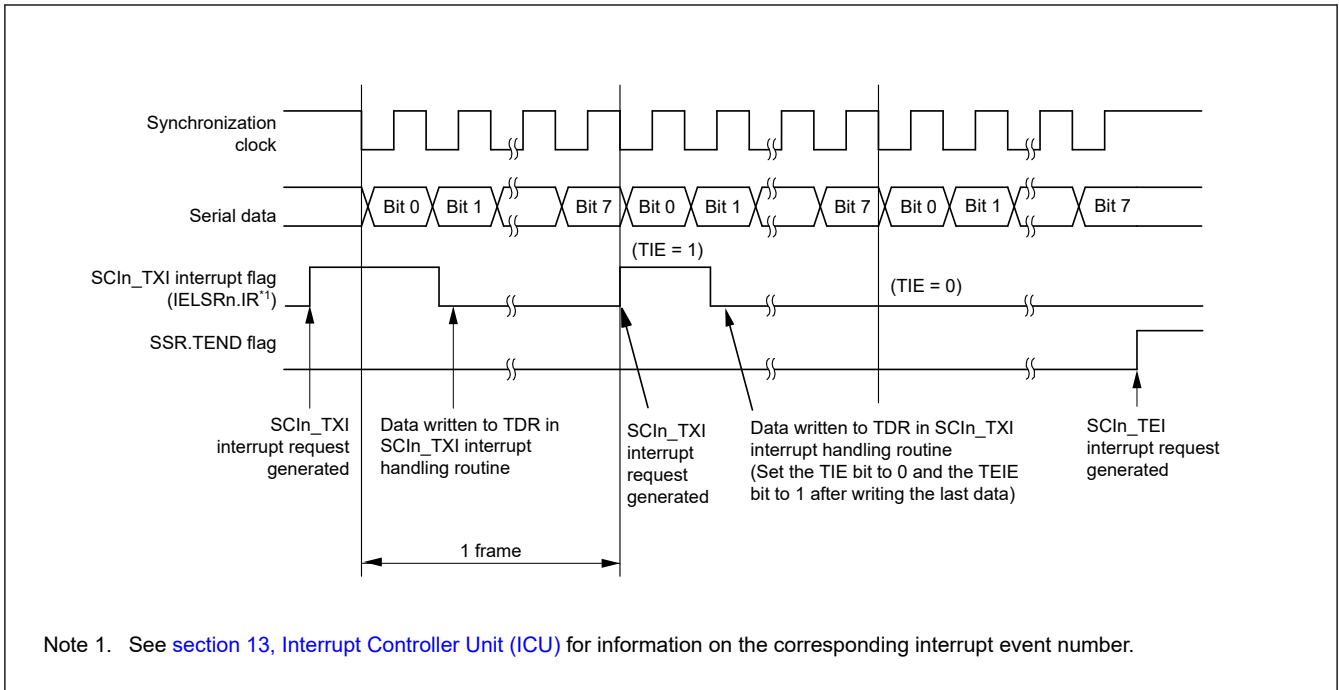 Synchronization
clock
Serial data
Bit 0 Bit 1 Bit 7 Bit 0 Bit 1 Bit 7 Bit 0 Bit 1 Bit 7
(TIE = 1)
SCIn_TXI interrupt flag
(IELSRn.IR*1)
(TIE = 0)
SSR.TEND flag
SCIn_TXI
interrupt request
generated
Data written to TDR in
SCIn_TXI interrupt
handling routine
SCIn_TXI
interrupt
request
generated
Data written to TDR in SCIn_TXI
interrupt handling routine
(Set the TIE bit to 0 and the TEIE
bit to 1 after writing the last data)
SCIn_TEI
interrupt request
generated
1 frame
Note 1. See section 13, Interrupt Controller Unit (ICU) for information on the corresponding interrupt event number.